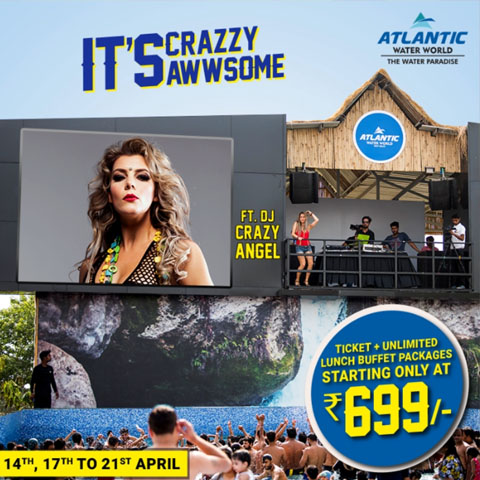 IT'S CRAZZY
AWWSOME
ATLANTIC
WATER WORLD
THE WATER PARADISE
ATLANTIC
WATER WORLD
FT. DJ
CRAZY
ANGEL
TICKET + UNLIMITED
LUNCH BUFFET PACKAGES
STARTING ONLY AT
₹699/-
14TH, 17TH TO 21ST APRIL